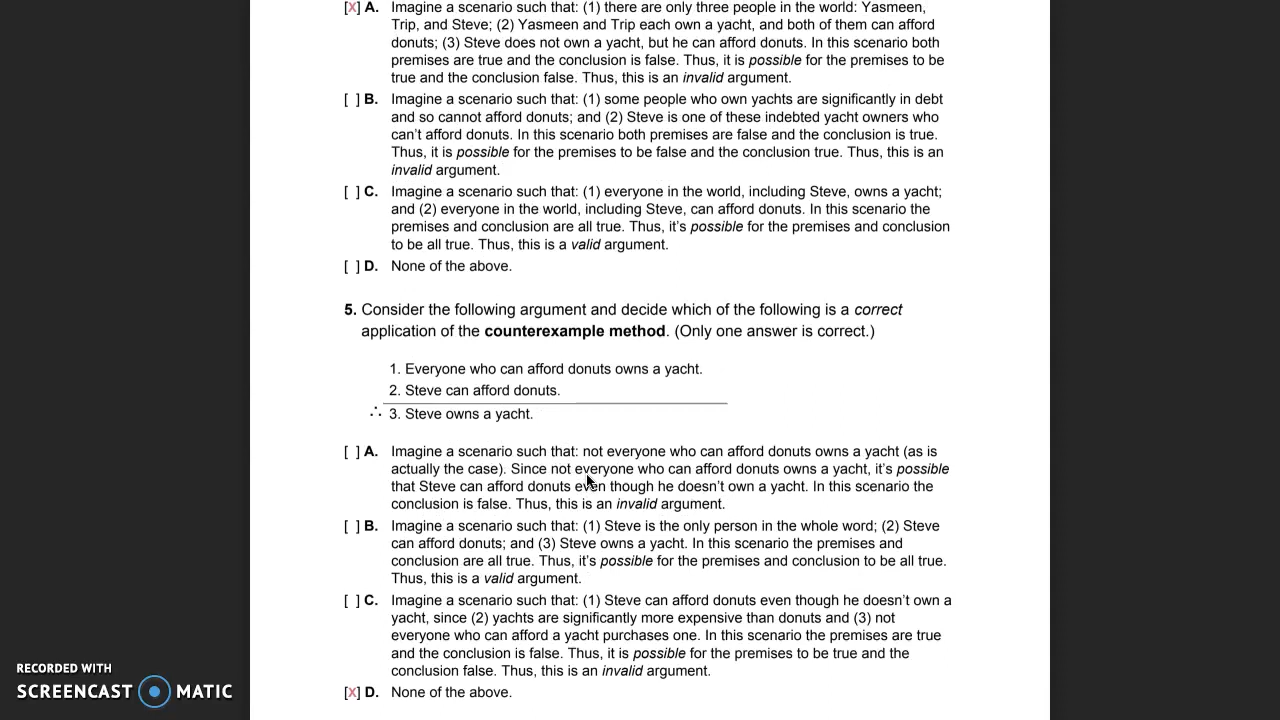 [X] A. Imagine a scenario such that: (1) there are only three people in the world: Yasmeen,
Trip, and Steve; (2) Yasmeen and Trip each own a yacht, and both of them can afford
donuts; (3) Steve does not own a yacht, but he can afford donuts. In this scenario both
premises are true and the conclusion is false. Thus, it is possible for the premises to be
true and the conclusion false. Thus, this is an invalid argument.
[ ] B. Imagine a scenario such that: (1) some people who own yachts are significantly in debt
and so cannot afford donuts; and (2) Steve is one of these indebted yacht owners who
can't afford donuts. In this scenario both premises are false and the conclusion is true.
Thus, it is possible for the premises to be false and the conclusion true. Thus, this is an
invalid argument.
[ ] C. Imagine a scenario such that: (1) everyone in the world, including Steve, owns a yacht;
and (2) everyone in the world, including Steve, can afford donuts. In this scenario the
premises and conclusion are all true. Thus, it's possible for the premises and conclusion
to be all true. Thus, this is a valid argument.
[ ] D. None of the above.
5. Consider the following argument and decide which of the following is a correct
application of the counterexample method. (Only one answer is correct.)
1. Everyone who can afford donuts owns a yacht.
2. Steve can afford donuts.
∴ 3. Steve owns a yacht.
[ ] A. Imagine a scenario such that: not everyone who can afford donuts owns a yacht (as is
actually the case). Since not everyone who can afford donuts owns a yacht, it's possible
that Steve can afford donuts even though he doesn't own a yacht. In this scenario the
conclusion is false. Thus, this is an invalid argument.
[ ] B. Imagine a scenario such that: (1) Steve is the only person in the whole word; (2) Steve
can afford donuts; and (3) Steve owns a yacht. In this scenario the premises and
conclusion are all true. Thus, it's possible for the premises and conclusion to be all true.
Thus, this is a valid argument.
[ ] C. Imagine a scenario such that: (1) Steve can afford donuts even though he doesn't own a
yacht, since (2) yachts are significantly more expensive than donuts and (3) not
everyone who can afford a yacht purchases one. In this scenario the premises are true
and the conclusion is false. Thus, it is possible for the premises to be true and the
conclusion false. Thus, this is an invalid argument.
[X] D. None of the above.
RECORDED WITH
SCREENCAST MATIC